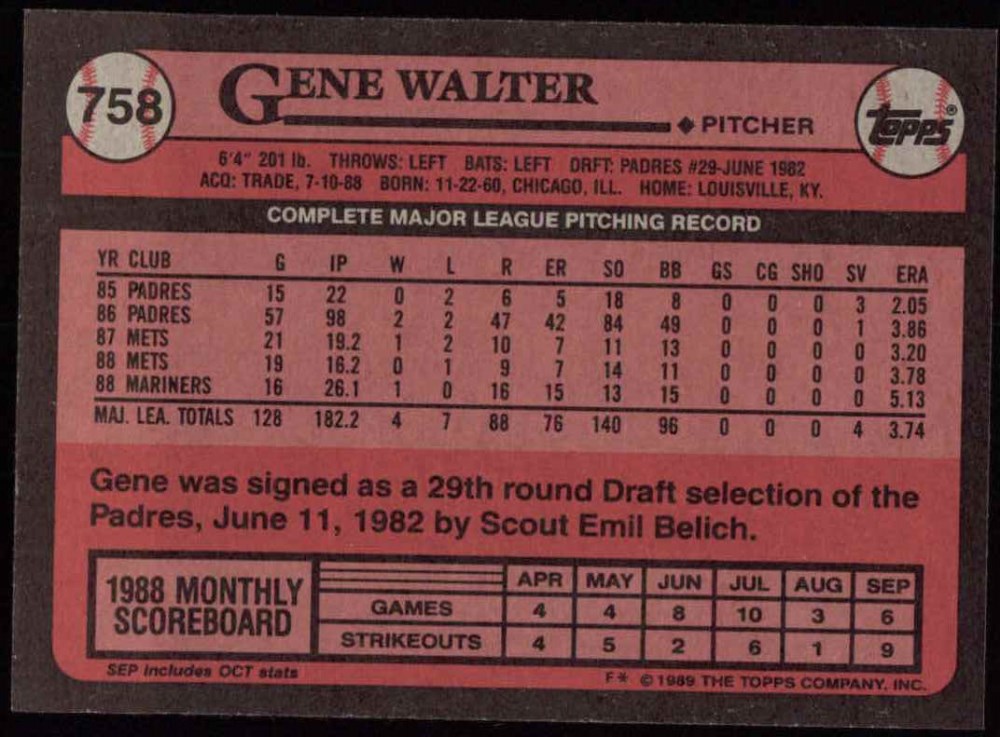 758
GENE WALTER
◆ PITCHER
topps®
6'4" 201 lb. THROWS: LEFT BATS: LEFT DRFT: PADRES #29-JUNE 1982
ACQ: TRADE, 7-10-88 BORN: 11-22-60, CHICAGO, ILL. HOME: LOUISVILLE, KY.
COMPLETE MAJOR LEAGUE PITCHING RECORD
YR CLUB G IP W L R ER SO BB GS CG SHO SV ERA
85 PADRES 15 22 0 2 6 5 18 8 0 0 0 3 2.05
86 PADRES 57 98 2 2 47 42 84 49 0 0 0 1 3.86
87 METS 21 19.2 1 2 10 7 11 13 0 0 0 0 3.20
88 METS 19 16.2 0 1 9 7 14 11 0 0 0 0 3.78
88 MARINERS 16 26.1 1 0 16 15 13 15 0 0 0 0 5.13
MAJ. LEA. TOTALS 128 182.2 4 7 88 76 140 96 0 0 0 4 3.74
Gene was signed as a 29th round Draft selection of the
Padres, June 11, 1982 by Scout Emil Belich.
1988 MONTHLY
SCOREBOARD
APR MAY JUN JUL AUG SEP
GAMES 4 4 8 10 3 6
STRIKEOUTS 4 5 2 6 1 9
SEP includes OCT stats
F* ©1989 THE TOPPS COMPANY, INC.